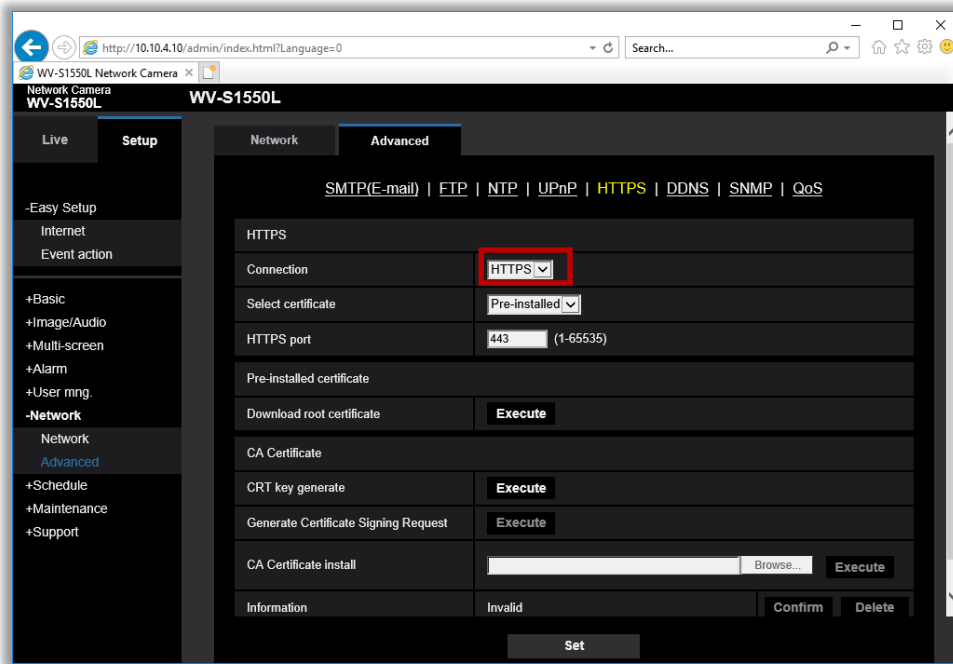 http://10.10.4.10/admin/index.html?Language=0
Search...
WV-S1550L Network Camera
Network Camera
WV-S1550L
WV-S1550L
Live
Setup
Network
Advanced
SMTP(E-mail) | FTP | NTP | UPnP | HTTPS | DDNS | SNMP | QoS
-Easy Setup
Internet
Event action
+Basic
+Image/Audio
+Multi-screen
+Alarm
+User mng.
-Network
Network
Advanced
+Schedule
+Maintenance
+Support
HTTPS
Connection HTTPS
Select certificate Pre-installed
HTTPS port 443 (1-65535)
Pre-installed certificate
Download root certificate Execute
CA Certificate
CRT key generate Execute
Generate Certificate Signing Request Execute
CA Certificate install Browse... Execute
Information Invalid Confirm Delete
Set